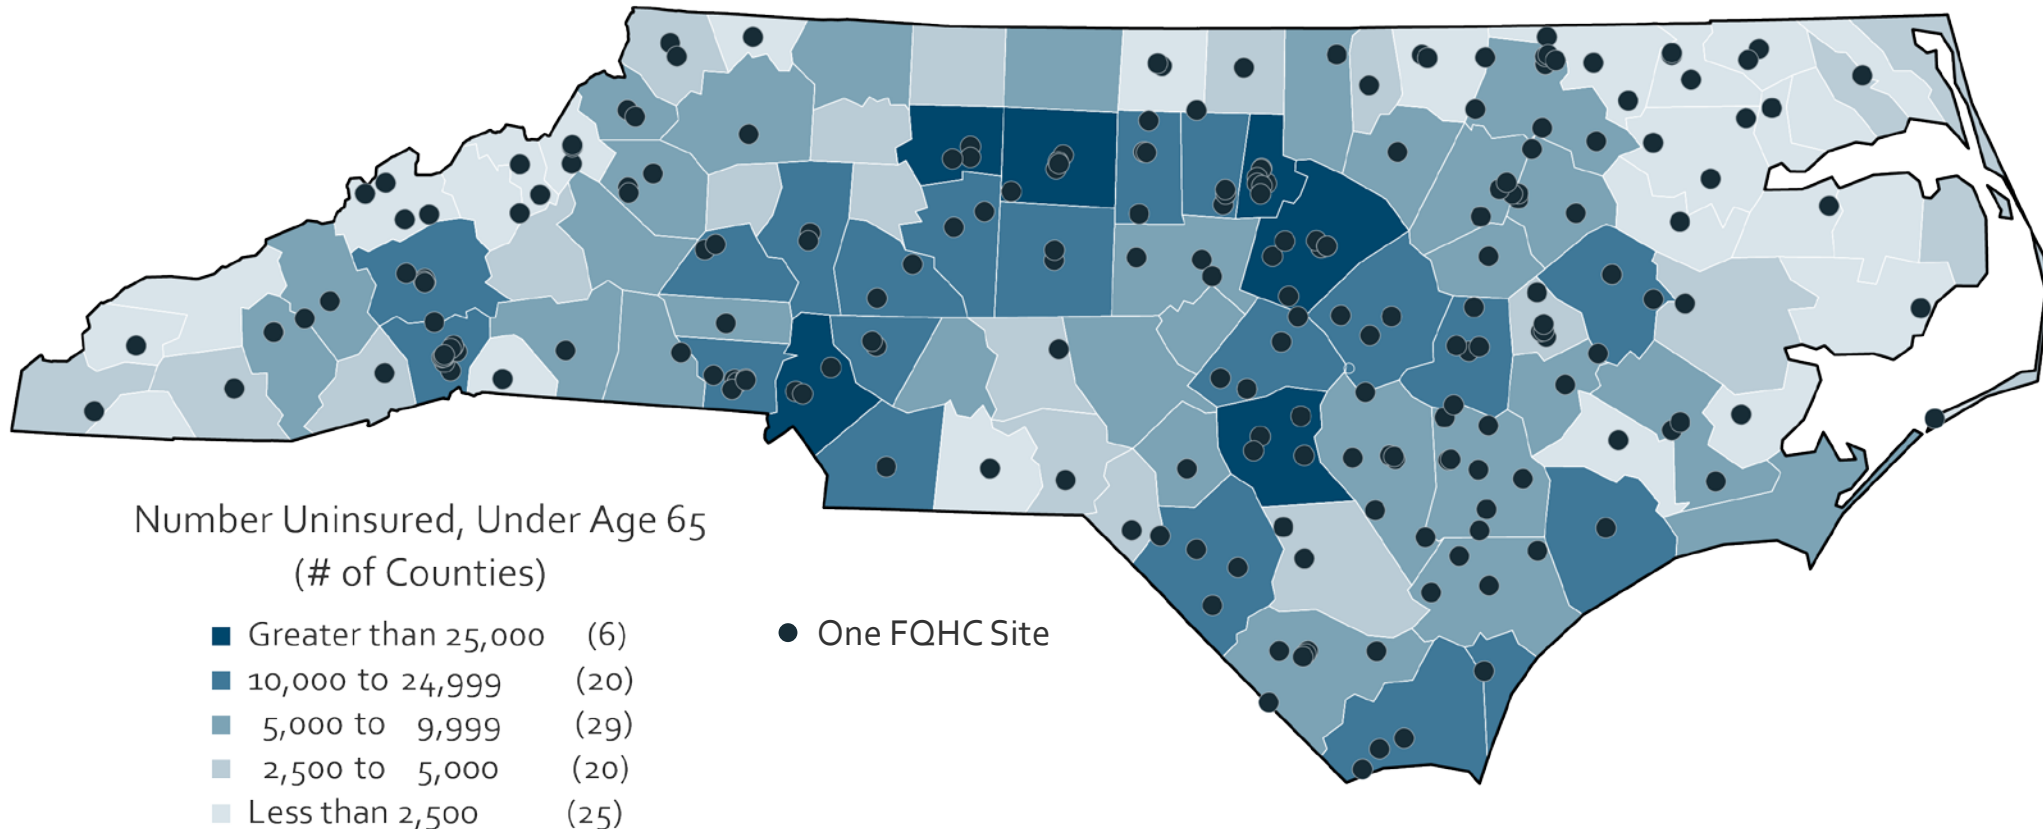 Number Uninsured, Under Age 65
(# of Counties)
Greater than 25,000 (6)
10,000 to 24,999 (20)
5,000 to 9,999 (29)
2,500 to 5,000 (20)
Less than 2,500 (25)
One FQHC Site